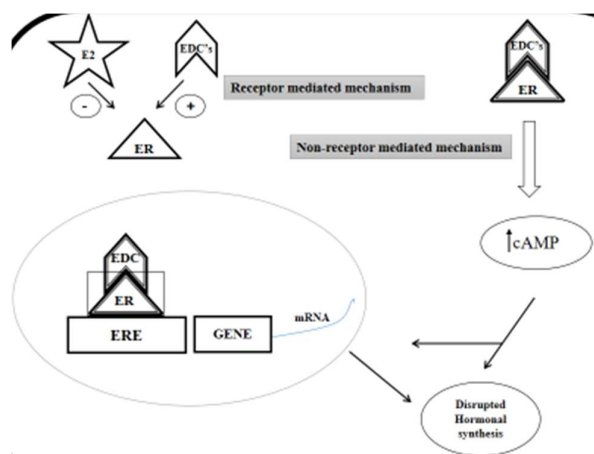 E2
EDC's
-
+
Receptor mediated mechanism
ER
EDC's
ER
Non-receptor mediated mechanism
↑cAMP
EDC
ER
ERE
GENE
mRNA
Disrupted
Hormonal
synthesis